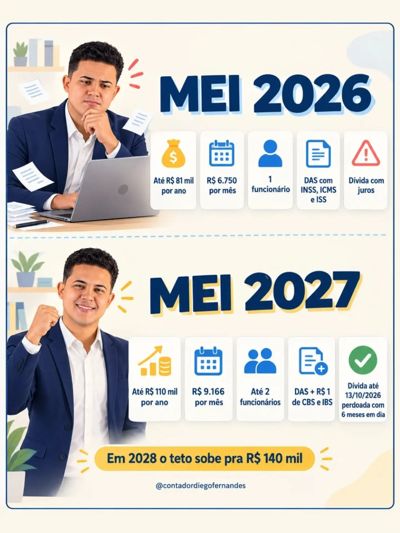 MEI 2026
Até R$ 81 mil
por ano
R$ 6.750
por mês
1
funcionário
DAS com
INSS, ICMS
e ISS
Dívida com
juros
MEI 2027
Até R$ 110 mil
por ano
R$ 9.166
por mês
Até 2
funcionários
DAS + R$ 1
de CBS e IBS
Dívida até
13/10/2026
perdoada com
6 meses em dia
Em 2028 o teto sobe pra R$ 140 mil
@contadordiegofernandes